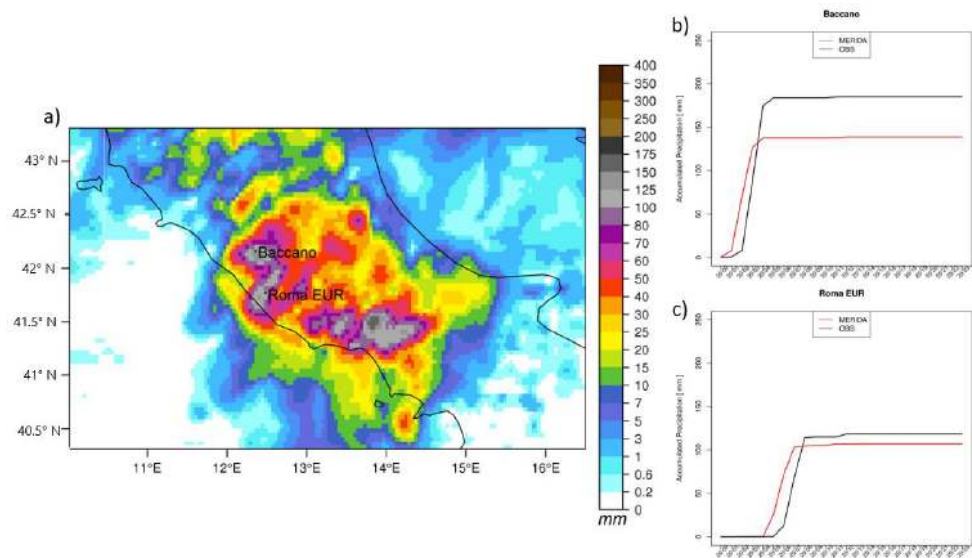 a)
43° N
42.5° N
42° N
41.5° N
41° N
40.5° N
11°E
12°E
13°E
14°E
15°E
16°E
Baccano
Roma EUR
400
350
300
200
175
150
125
100
80
60
50
40
30
25
20
15
10
7
5
3
1
0.6
0.2
0
mm
b)
Baccano
MERIDA
OBS
Accumulated Precipitation [ mm ]
250
200
150
100
50
0
c)
Roma EUR
MERIDA
OBS
Accumulated Precipitation [ mm ]
250
200
150
100
50
0